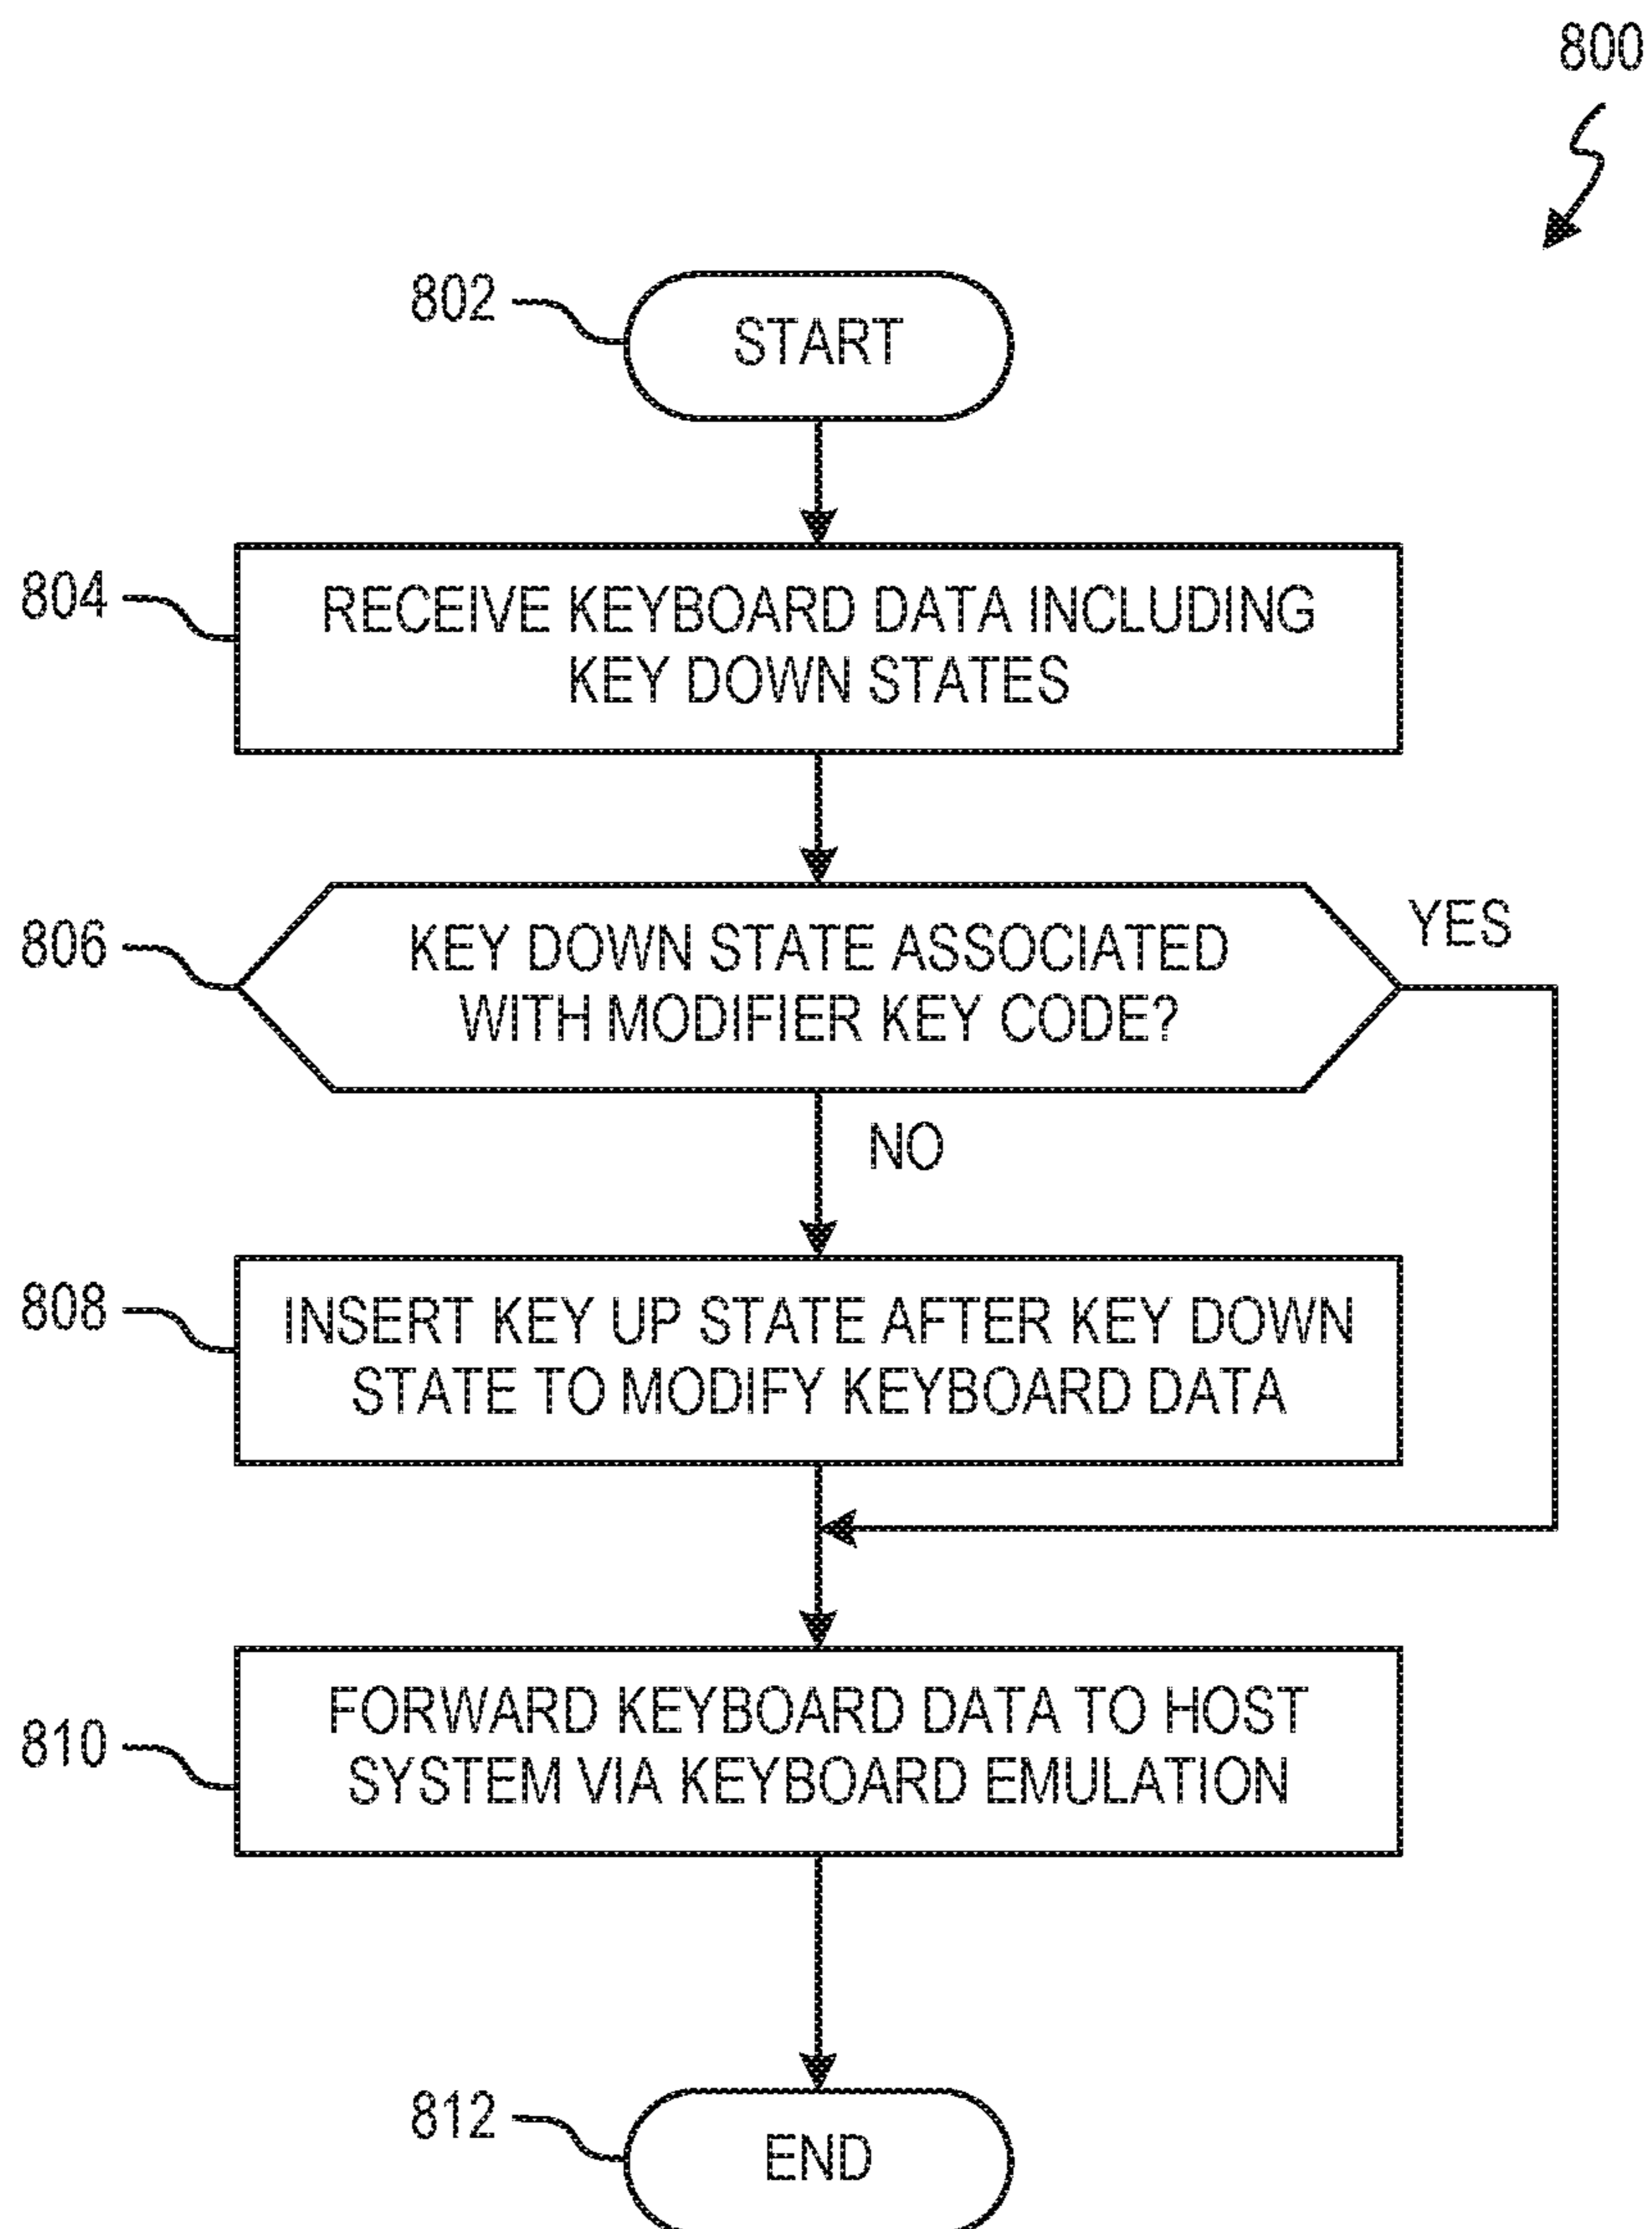 800
802
START
804
RECEIVE KEYBOARD DATA INCLUDING
KEY DOWN STATES
806
KEY DOWN STATE ASSOCIATED
WITH MODIFIER KEY CODE?
YES
NO
808
INSERT KEY UP STATE AFTER KEY DOWN
STATE TO MODIFY KEYBOARD DATA
810
FORWARD KEYBOARD DATA TO HOST
SYSTEM VIA KEYBOARD EMULATION
812
END